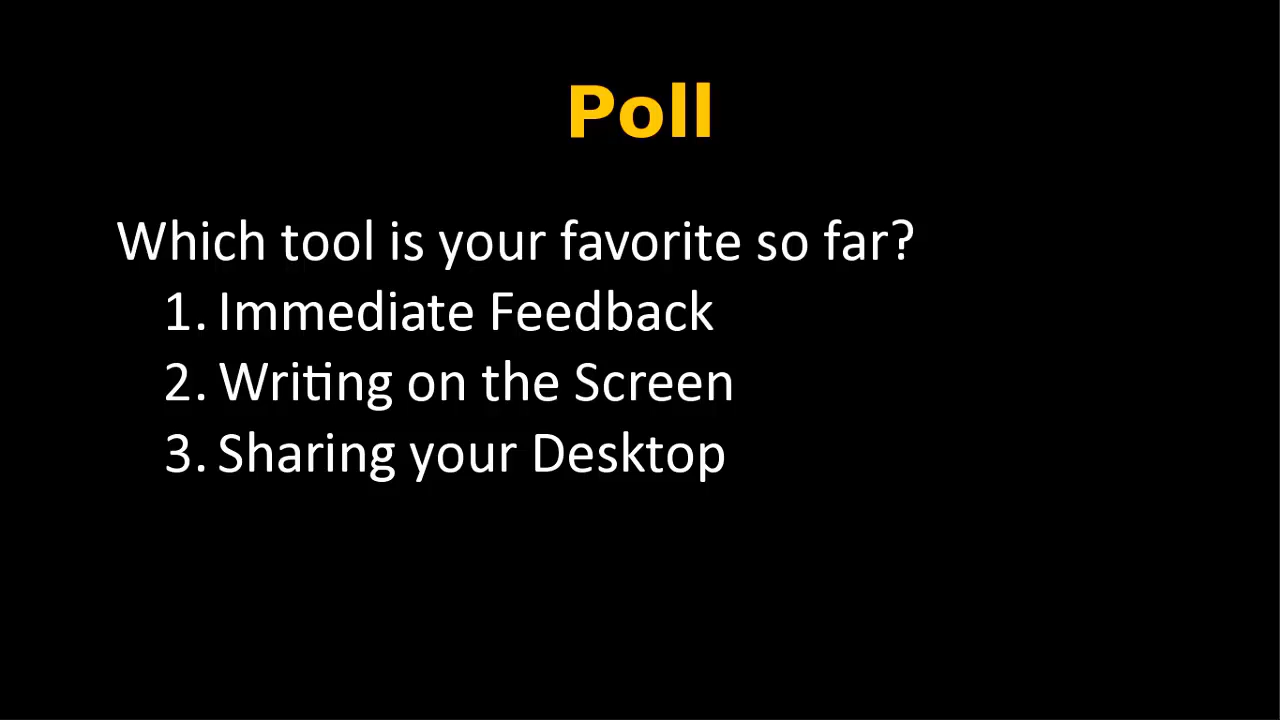 Poll
Which tool is your favorite so far?
1. Immediate Feedback
2. Writing on the Screen
3. Sharing your Desktop